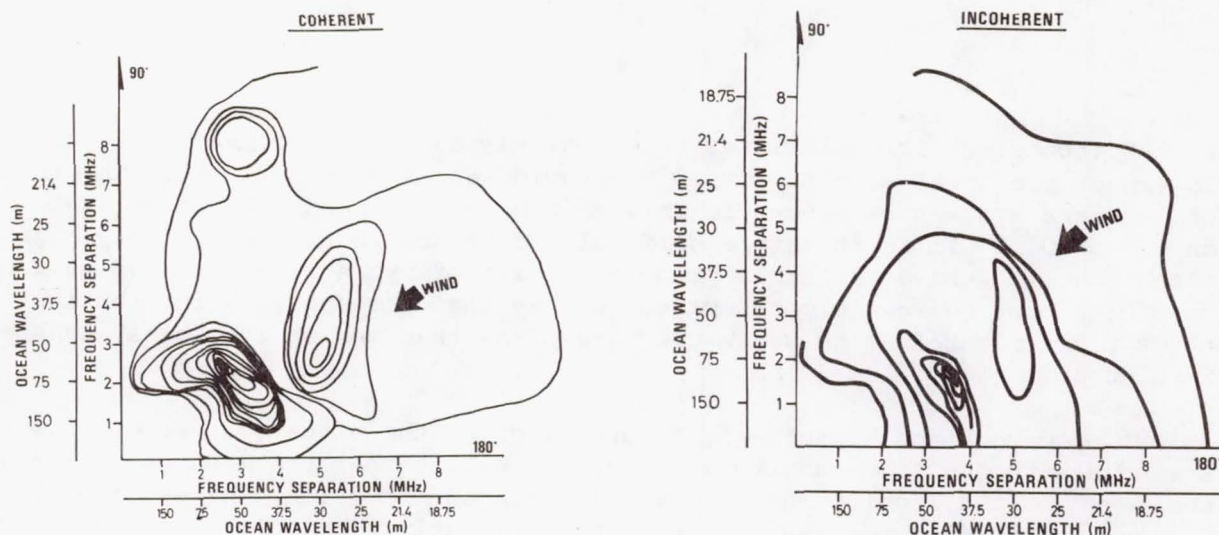 COHERENT
INCOHERENT
90°
8
7
6
5
4
3
2
1
21.4
25
30
37.5
50
75
150
OCEAN WAVELENGTH (m)
FREQUENCY SEPARATION (MHz)
WIND
180°
1 2 3 4 5 6 7 8
FREQUENCY SEPARATION (MHz)
150 75 50 37.5 30 25 21.4 18.75
OCEAN WAVELENGTH (m)
90°
8
7
6
5
4
3
2
1
18.75
21.4
25
30
37.5
50
75
150
OCEAN WAVELENGTH (m)
FREQUENCY SEPARATION (MHz)
WIND
180°
1 2 3 4 5 6 7 8
FREQUENCY SEPARATION (MHz)
150 75 50 37.5 30 25 21.4 18.75
OCEAN WAVELENGTH (m)